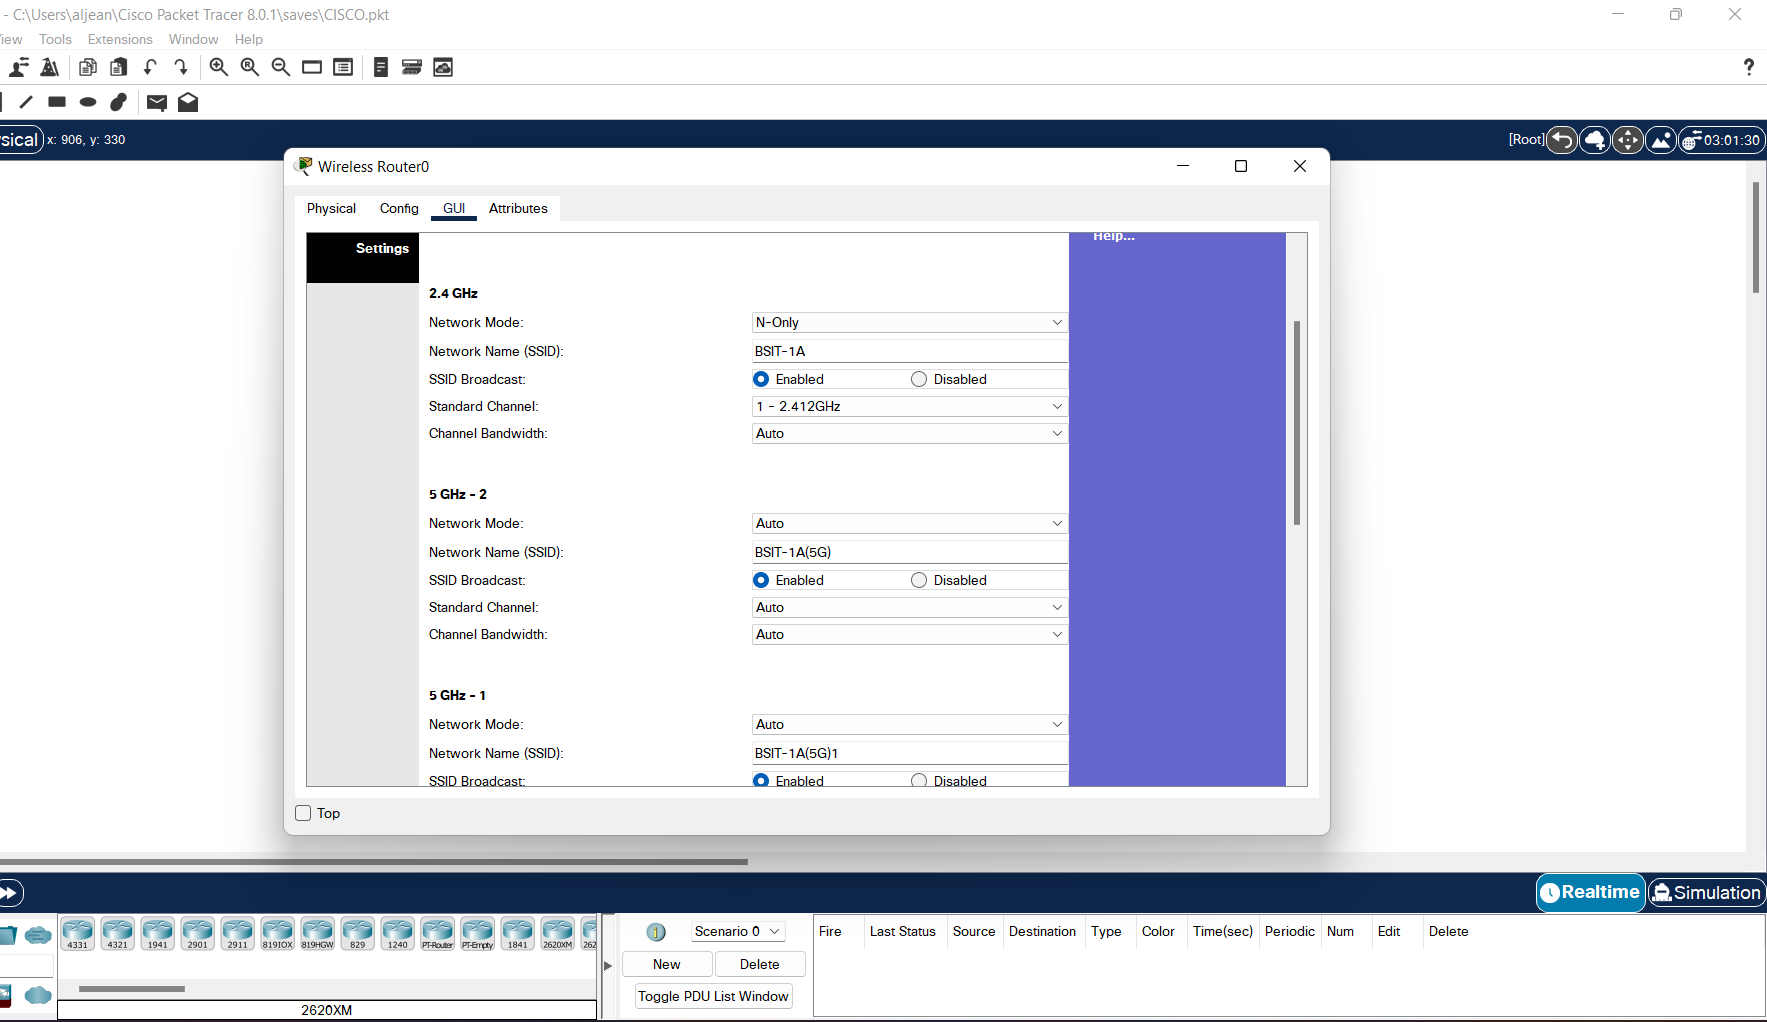 - C:\Users\aljean\Cisco Packet Tracer 8.0.1\saves\CISCO.pkt
iew Tools Extensions Window Help
?
sical x: 906, y: 330 [Root] 03:01:30
Wireless Router0
Physical Config GUI Attributes
Settings Help...
2.4 GHz
Network Mode: N-Only
Network Name (SSID): BSIT-1A
SSID Broadcast: Enabled Disabled
Standard Channel: 1 - 2.412GHz
Channel Bandwidth: Auto
5 GHz - 2
Network Mode: Auto
Network Name (SSID): BSIT-1A(5G)
SSID Broadcast: Enabled Disabled
Standard Channel: Auto
Channel Bandwidth: Auto
5 GHz - 1
Network Mode: Auto
Network Name (SSID): BSIT-1A(5G)1
SSID Broadcast: Enabled Disabled
Top
Realtime Simulation
4331 4321 1941 2901 2911 819IOX 819HGW 829 1240 PT-Router PT-Empty 1841 2620XM 262
Scenario 0
Fire Last Status Source Destination Type Color Time(sec) Periodic Num Edit Delete
New Delete
Toggle PDU List Window
2620XM